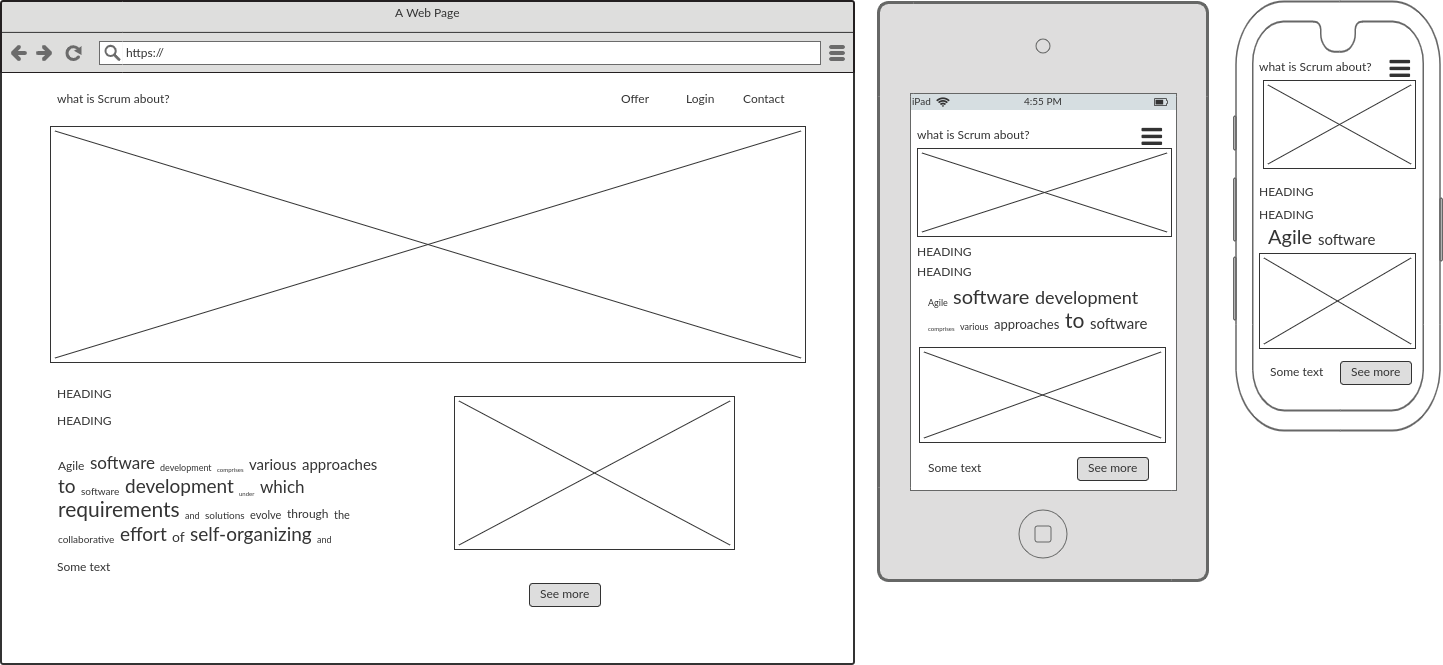 A Web Page
https://
what is Scrum about? Offer Login Contact
HEADING
HEADING
Agile software development comprises various approaches
to software development under which
requirements and solutions evolve through the
collaborative effort of self-organizing and
Some text
See more
iPad 4:55 PM
what is Scrum about?
HEADING
HEADING
Agile software development
comprises various approaches to software
Some text See more
what is Scrum about?
HEADING
HEADING
Agile software
Some text See more